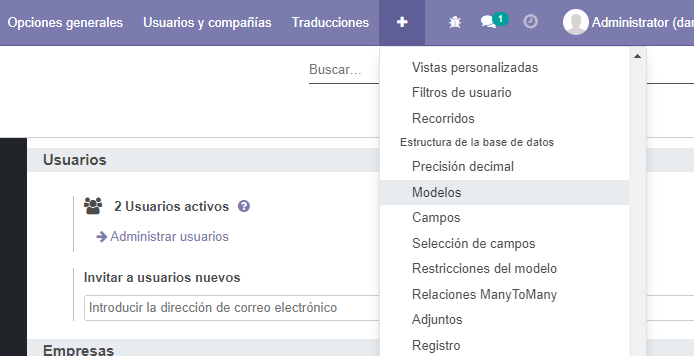 Opciones generales Usuarios y compañías Traducciones + 1 Administrator (dar
Buscar...
Vistas personalizadas
Filtros de usuario
Recorridos
Estructura de la base de datos
Precisión decimal
Modelos
Campos
Selección de campos
Restricciones del modelo
Relaciones ManyToMany
Adjuntos
Registro
Usuarios
2 Usuarios activos ?
Administrar usuarios
Invitar a usuarios nuevos
Introducir la dirección de correo electrónico
Empresas